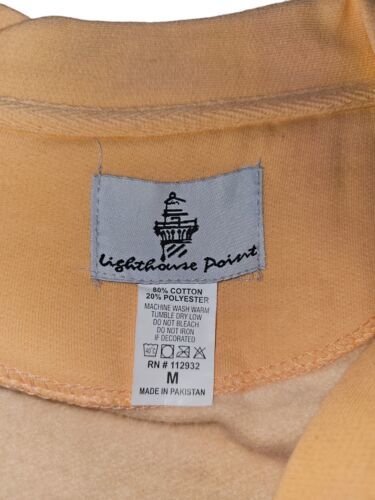 Lighthouse Point
80% COTTON
20% POLYESTER
MACHINE WASH WARM
TUMBLE DRY LOW
DO NOT BLEACH
DO NOT IRON
IF DECORATED
40°C
RN # 112932
M
MADE IN PAKISTAN